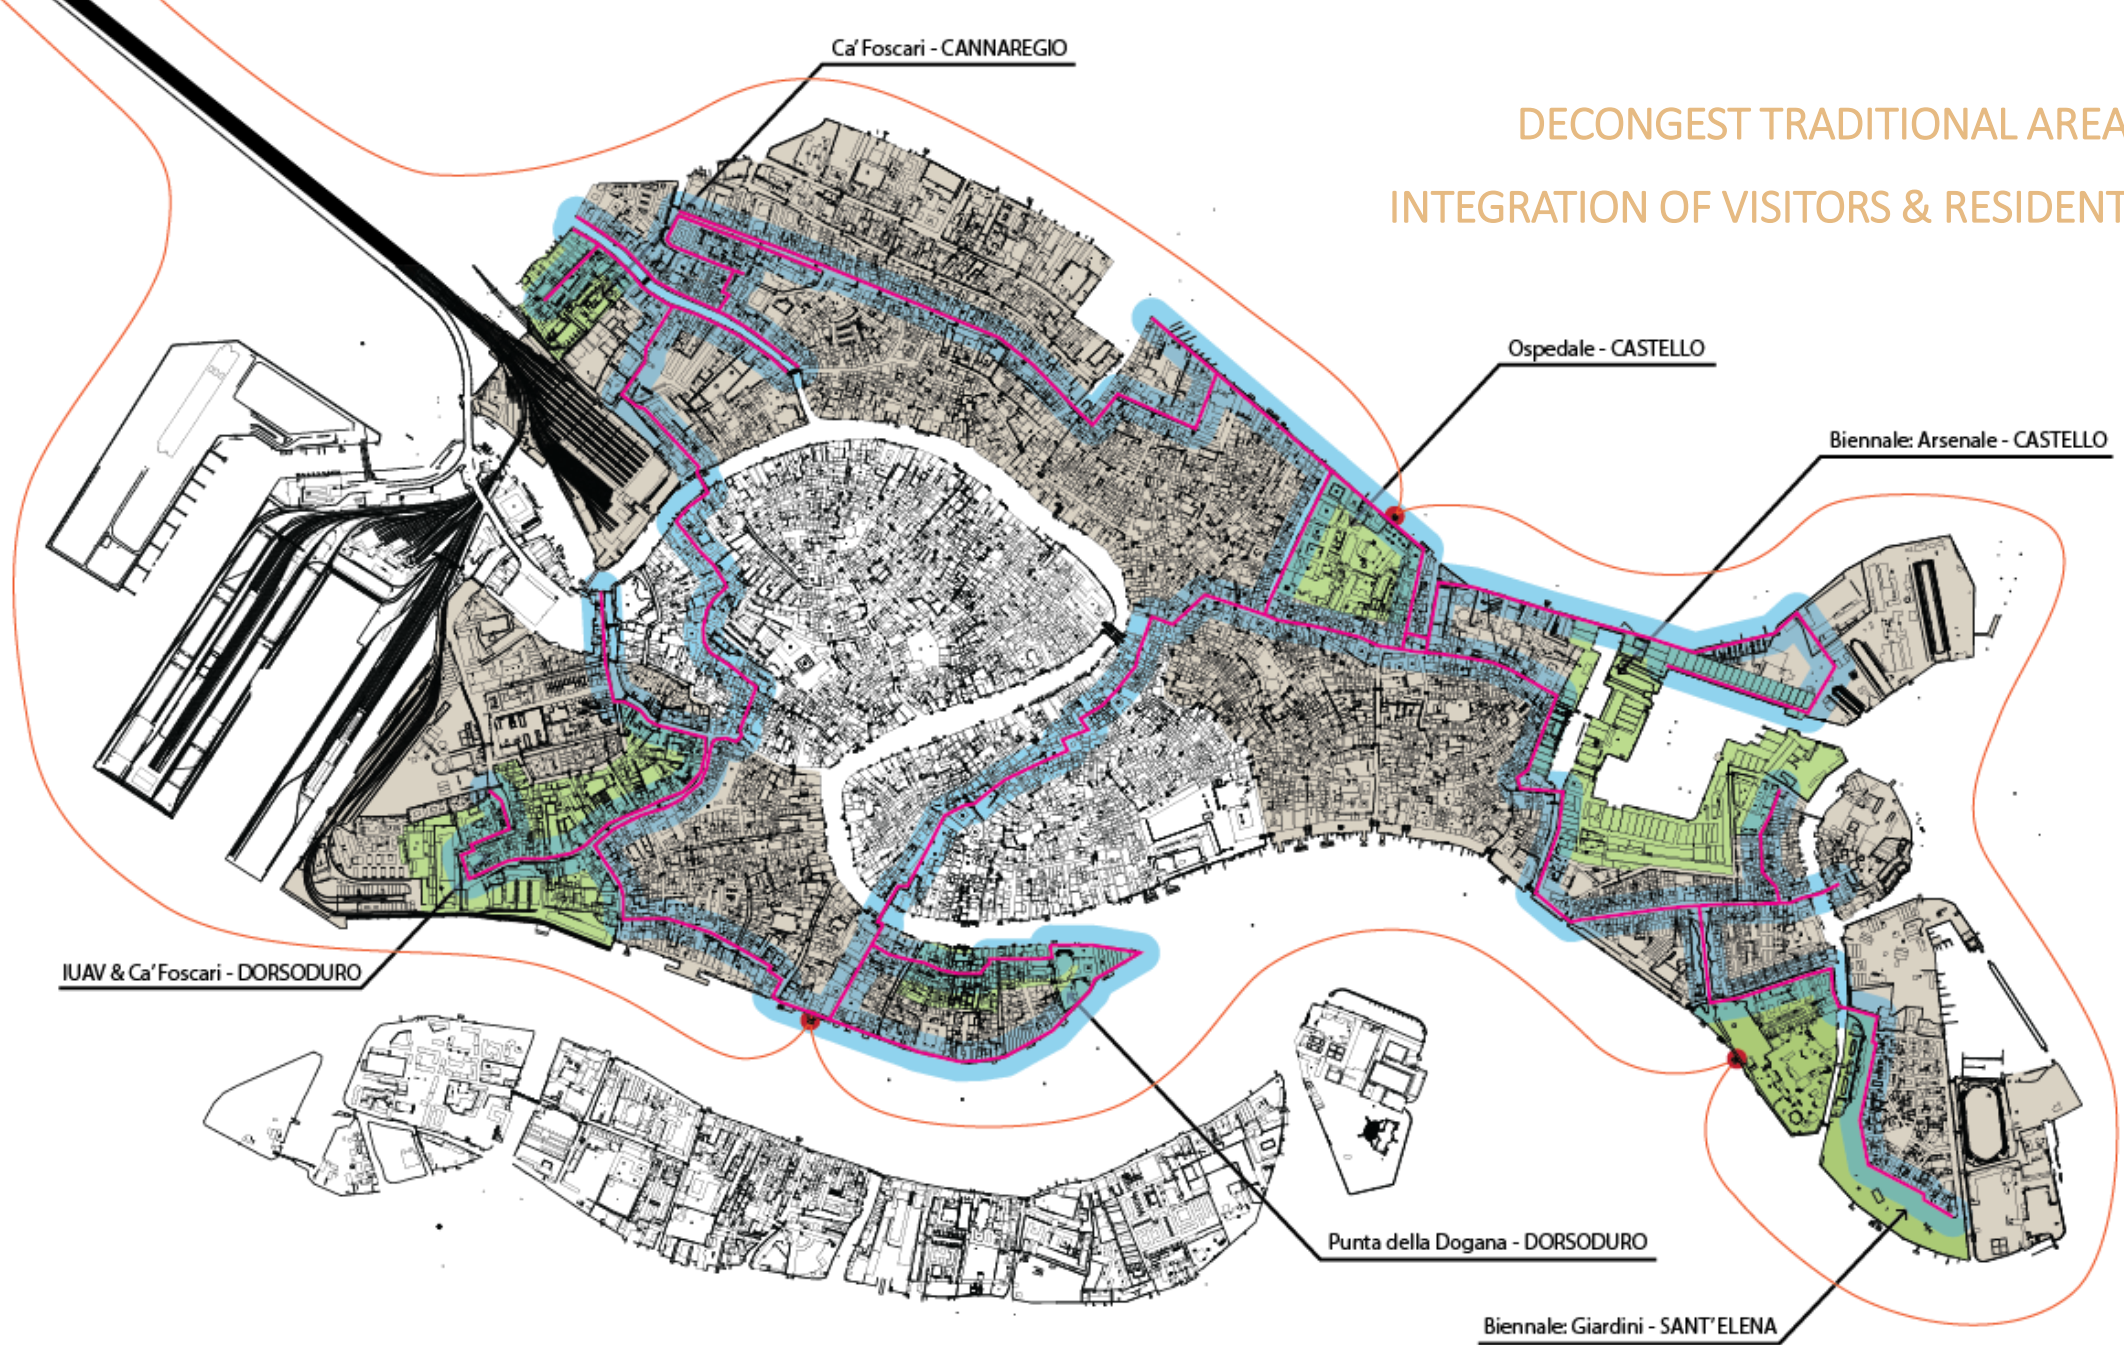 Ca' Foscari - CANNAREGIO
DECONGEST TRADITIONAL AREA
INTEGRATION OF VISITORS & RESIDENT
Ospedale - CASTELLO
Biennale: Arsenale - CASTELLO
IUAV & Ca' Foscari - DORSODURO
Punta della Dogana - DORSODURO
Biennale: Giardini - SANT'ELENA